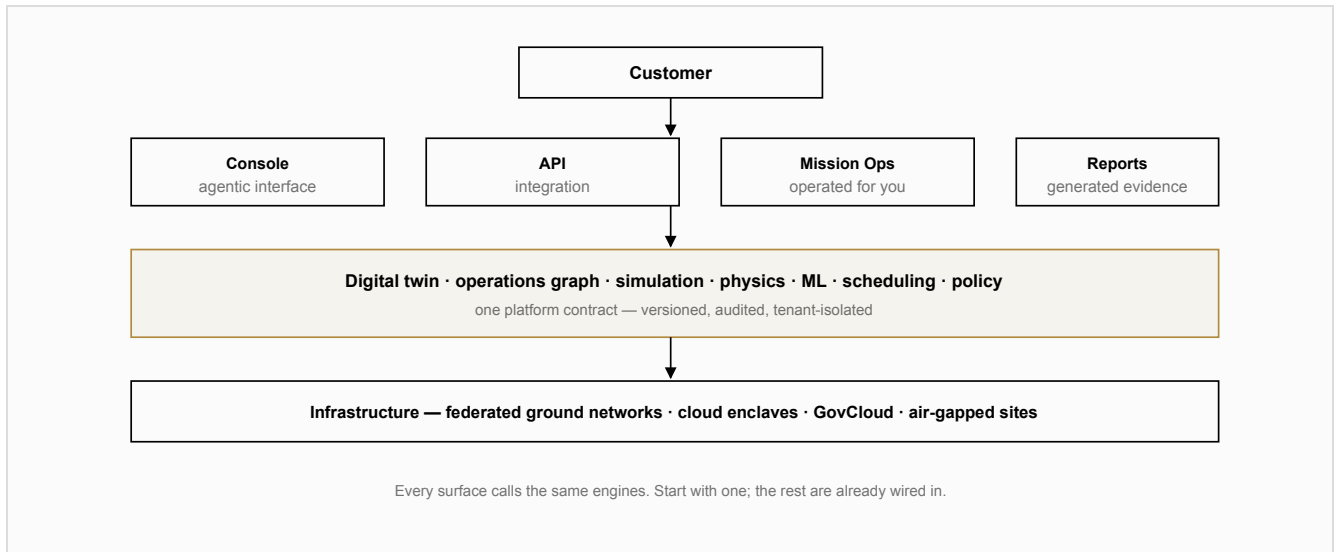 Customer
Console
agentic interface
API
integration
Mission Ops
operated for you
Reports
generated evidence
Digital twin · operations graph · simulation · physics · ML · scheduling · policy
one platform contract — versioned, audited, tenant-isolated
Infrastructure — federated ground networks · cloud enclaves · GovCloud · air-gapped sites
Every surface calls the same engines. Start with one; the rest are already wired in.